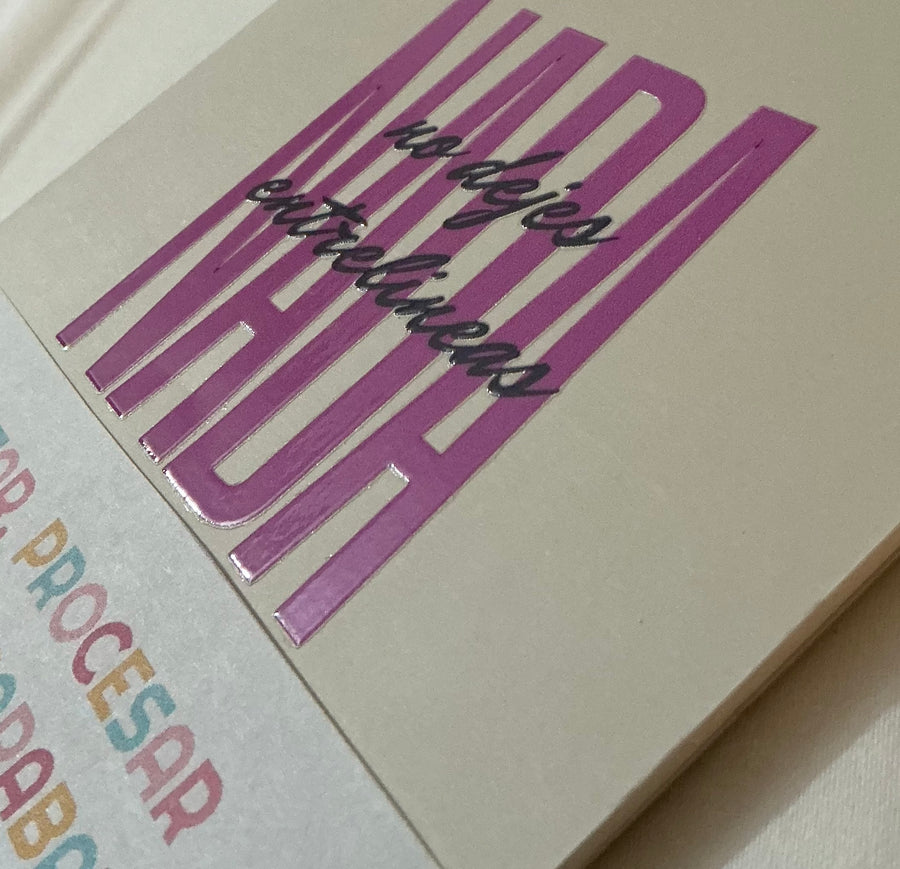 NADA
no dejes
entrelineas
PROCESAR